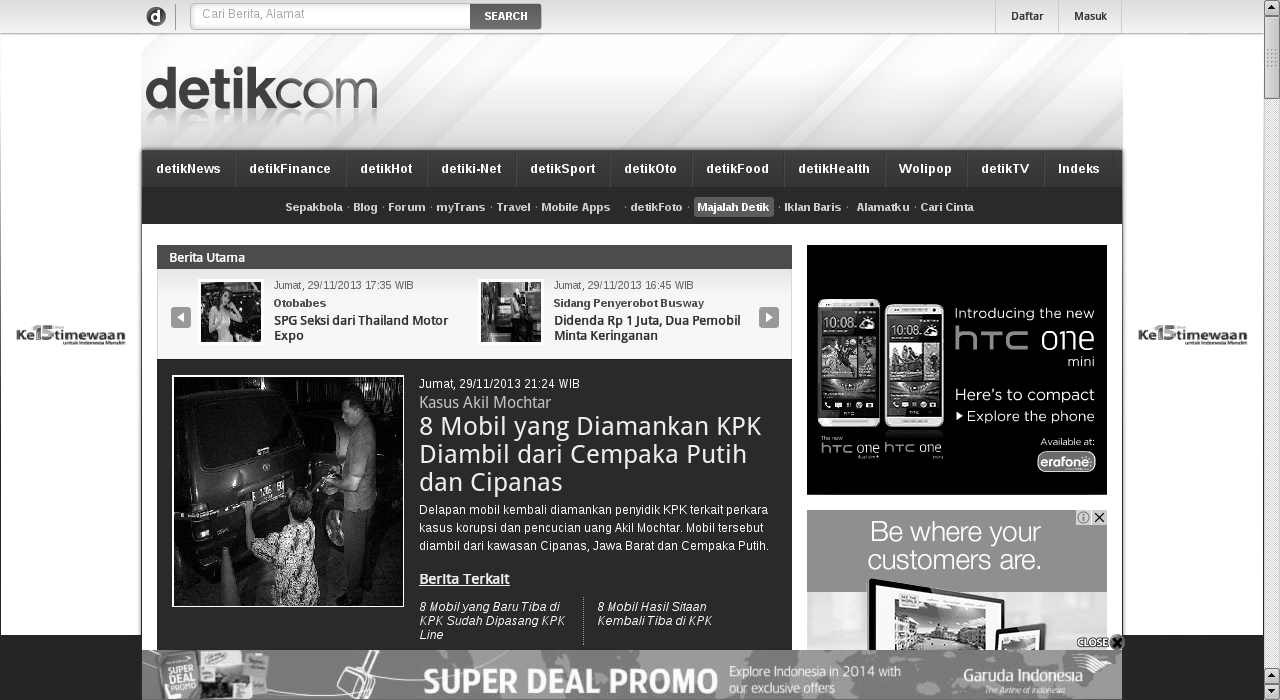 d
Cari Berita, Alamat
SEARCH
Daftar
Masuk
detikcom
detikNews
detikFinance
detikHot
detiki-Net
detikSport
detikOto
detikFood
detikHealth
Wolipop
detikTV
Indeks
Sepakbola · Blog · Forum · myTrans · Travel · Mobile Apps · detikFoto · Majalah Detik · Iklan Baris · Alamatku · Cari Cinta
Berita Utama
Jumat, 29/11/2013 17:35 WIB
Otobabes
SPG Seksi dari Thailand Motor
Expo
Jumat, 29/11/2013 16:45 WIB
Sidang Penyerobot Busway
Didenda Rp 1 Juta, Dua Pemobil
Minta Keringanan
Ke15timewaan
untuk Indonesia Mandiri
Jumat, 29/11/2013 21:24 WIB
Kasus Akil Mochtar
8 Mobil yang Diamankan KPK
Diambil dari Cempaka Putih
dan Cipanas
Delapan mobil kembali diamankan penyidik KPK terkait perkara
kasus korupsi dan pencucian uang Akil Mochtar. Mobil tersebut
diambil dari kawasan Cipanas, Jawa Barat dan Cempaka Putih.
Berita Terkait
8 Mobil yang Baru Tiba di
KPK Sudah Dipasang KPK
Line
8 Mobil Hasil Sitaan
Kembali Tiba di KPK
Introducing the new
htc one
mini
Here's to compact
Explore the phone
10:08
10:08
The new
htc one
dual sim
htc one
mini
Available at:
erafone
Ke15timewaan
untuk Indonesia Mandiri
Be where your
customers are.
SEE THE
WORLD
CLOSE
SUPER
DEAL
PROMO
SUPER DEAL PROMO
Explore Indonesia in 2014 with
our exclusive offers
Garuda Indonesia
The Airline of Indonesia